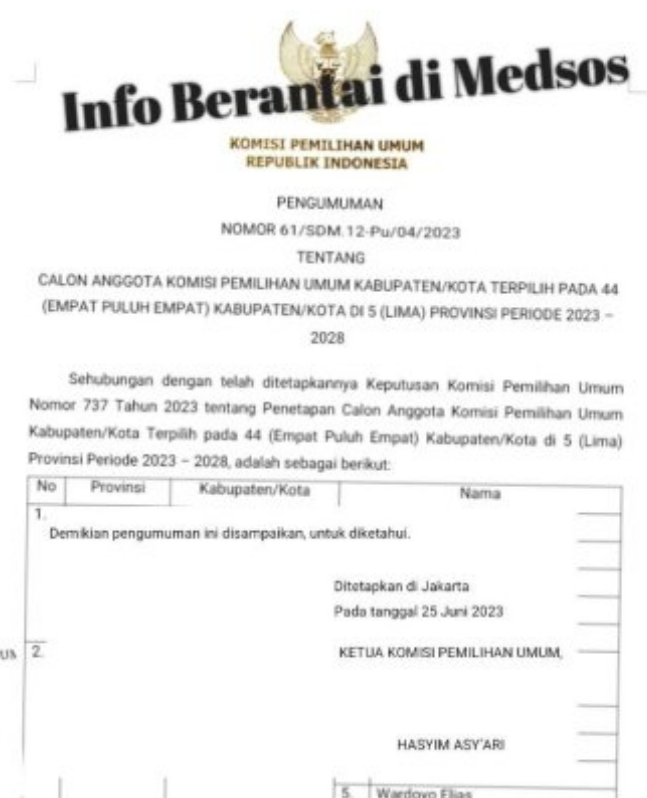 Info Berantai di Medsos
KOMISI PEMILIHAN UMUM
REPUBLIK INDONESIA
PENGUMUMAN
NOMOR 61/SDM.12-Pu/04/2023
TENTANG
CALON ANGGOTA KOMISI PEMILIHAN UMUM KABUPATEN/KOTA TERPILIH PADA 44
(EMPAT PULUH EMPAT) KABUPATEN/KOTA DI 5 (LIMA) PROVINSI PERIODE 2023 –
2028
Sehubungan dengan telah ditetapkannya Keputusan Komisi Pemilihan Umum
Nomor 737 Tahun 2023 tentang Penetapan Calon Anggota Komisi Pemilihan Umum
Kabupaten/Kota Terpilih pada 44 (Empat Puluh Empat) Kabupaten/Kota di 5 (Lima)
Provinsi Periode 2023 – 2028, adalah sebagai berikut:
No Provinsi Kabupaten/Kota Nama
1.
Demikian pengumuman ini disampaikan, untuk diketahui.
Ditetapkan di Jakarta
Pada tanggal 25 Juni 2023
2. KETUA KOMISI PEMILIHAN UMUM,
HASYIM ASY'ARI
5. Wardoyo Elias